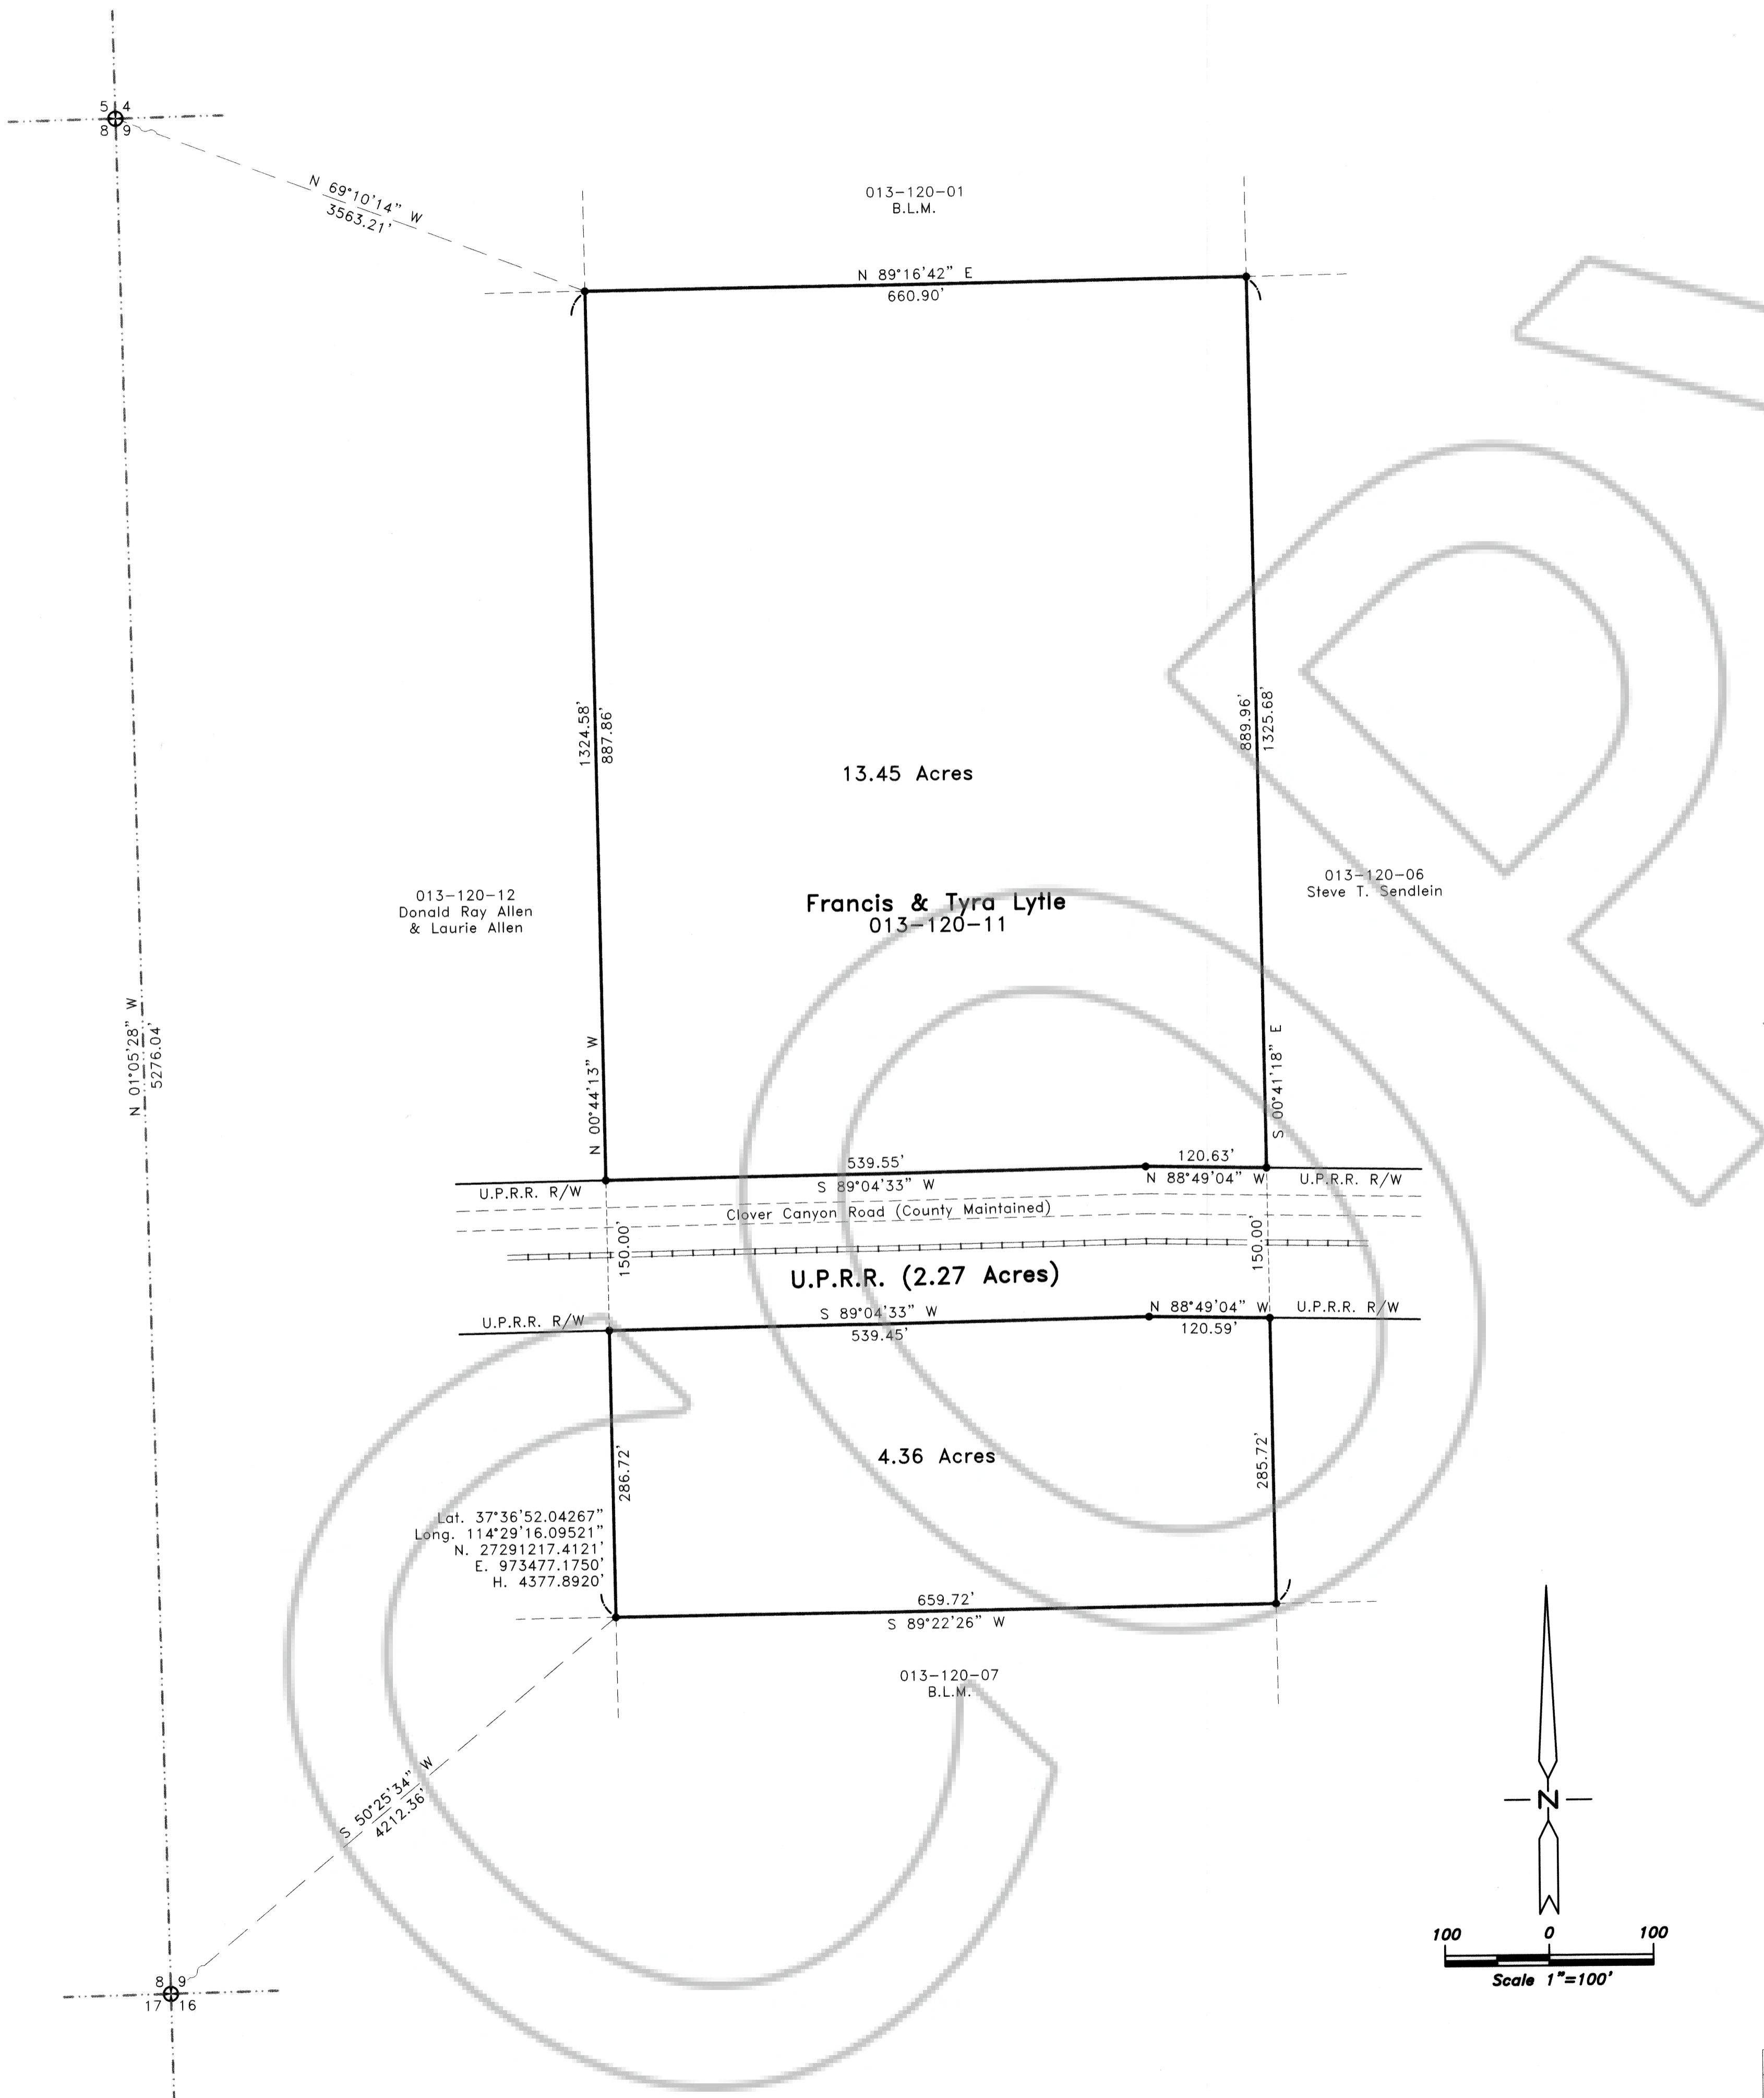 5 4
8 9
N 69°10'14" W
3563.21'
013-120-01
B.L.M.
N 89°16'42" E
660.90'
1324.58'
887.86'
889.96'
1325.68'
13.45 Acres
013-120-12
Donald Ray Allen
& Laurie Allen
Francis & Tyra Lytle
013-120-11
013-120-06
Steve T. Sendlein
N 01°05'28" W
5276.04'
N 00°44'13" W
S 00°41'18" E
539.55'
120.63'
U.P.R.R. R/W
S 89°04'33" W
N 88°49'04" W
U.P.R.R. R/W
Clover Canyon Road (County Maintained)
150.00'
150.00'
U.P.R.R. (2.27 Acres)
U.P.R.R. R/W
S 89°04'33" W
N 88°49'04" W
U.P.R.R. R/W
539.45'
120.59'
286.72'
4.36 Acres
285.72'
Lat. 37°36'52.04267"
Long. 114°29'16.09521"
N. 27291217.4121'
E. 973477.1750'
H. 4377.8920'
659.72'
S 89°22'26" W
013-120-07
B.L.M.
S 50°25'34" W
4212.36'
N
100 0 100
Scale 1"=100'
8 9
17 16
COP